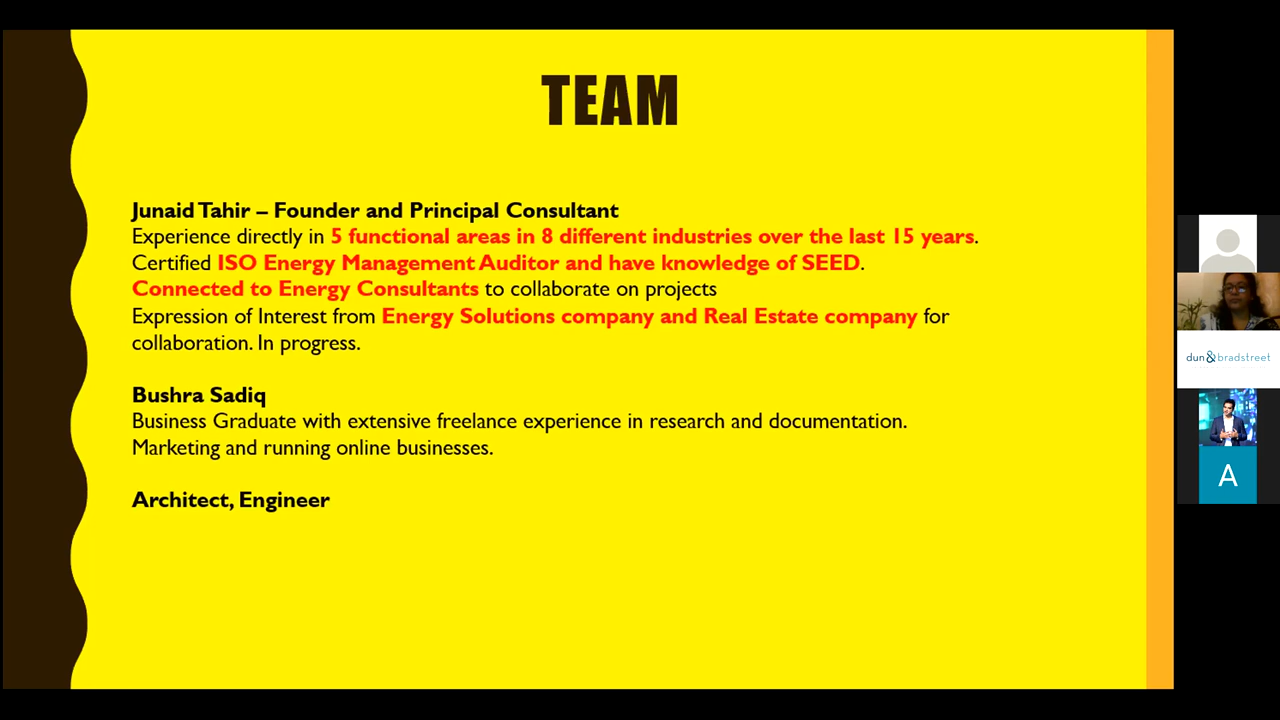 TEAM
Junaid Tahir – Founder and Principal Consultant
Experience directly in 5 functional areas in 8 different industries over the last 15 years.
Certified ISO Energy Management Auditor and have knowledge of SEED.
Connected to Energy Consultants to collaborate on projects
Expression of Interest from Energy Solutions company and Real Estate company for
collaboration. In progress.
Bushra Sadiq
Business Graduate with extensive freelance experience in research and documentation.
Marketing and running online businesses.
Architect, Engineer
dun&bradstreet
A